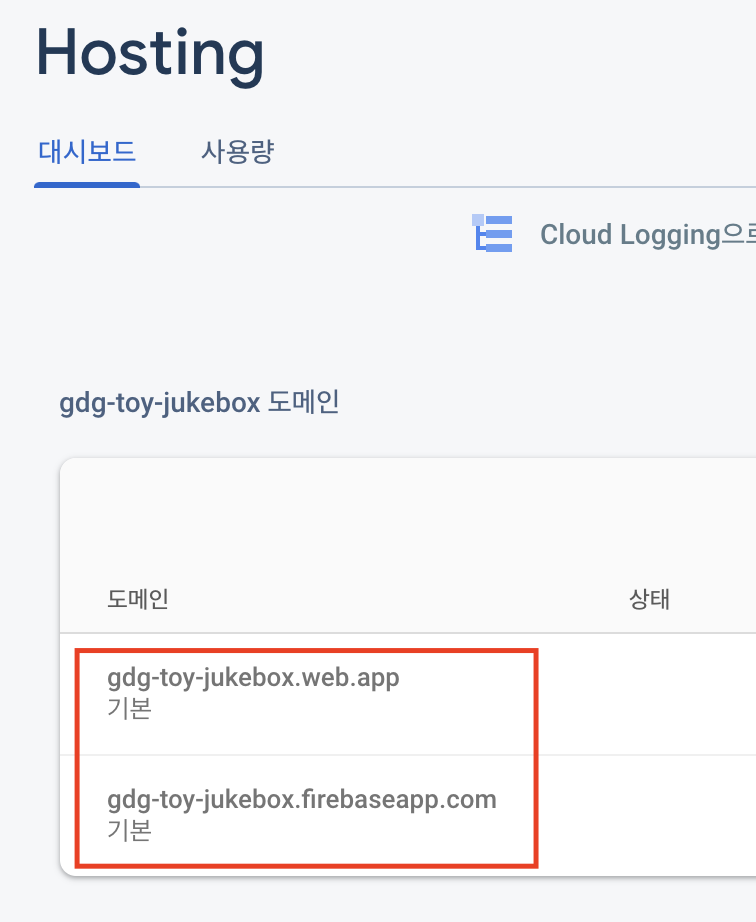 Hosting
대시보드 사용량
Cloud Logging으로
gdg-toy-jukebox 도메인
도메인 상태
gdg-toy-jukebox.web.app
기본
gdg-toy-jukebox.firebaseapp.com
기본